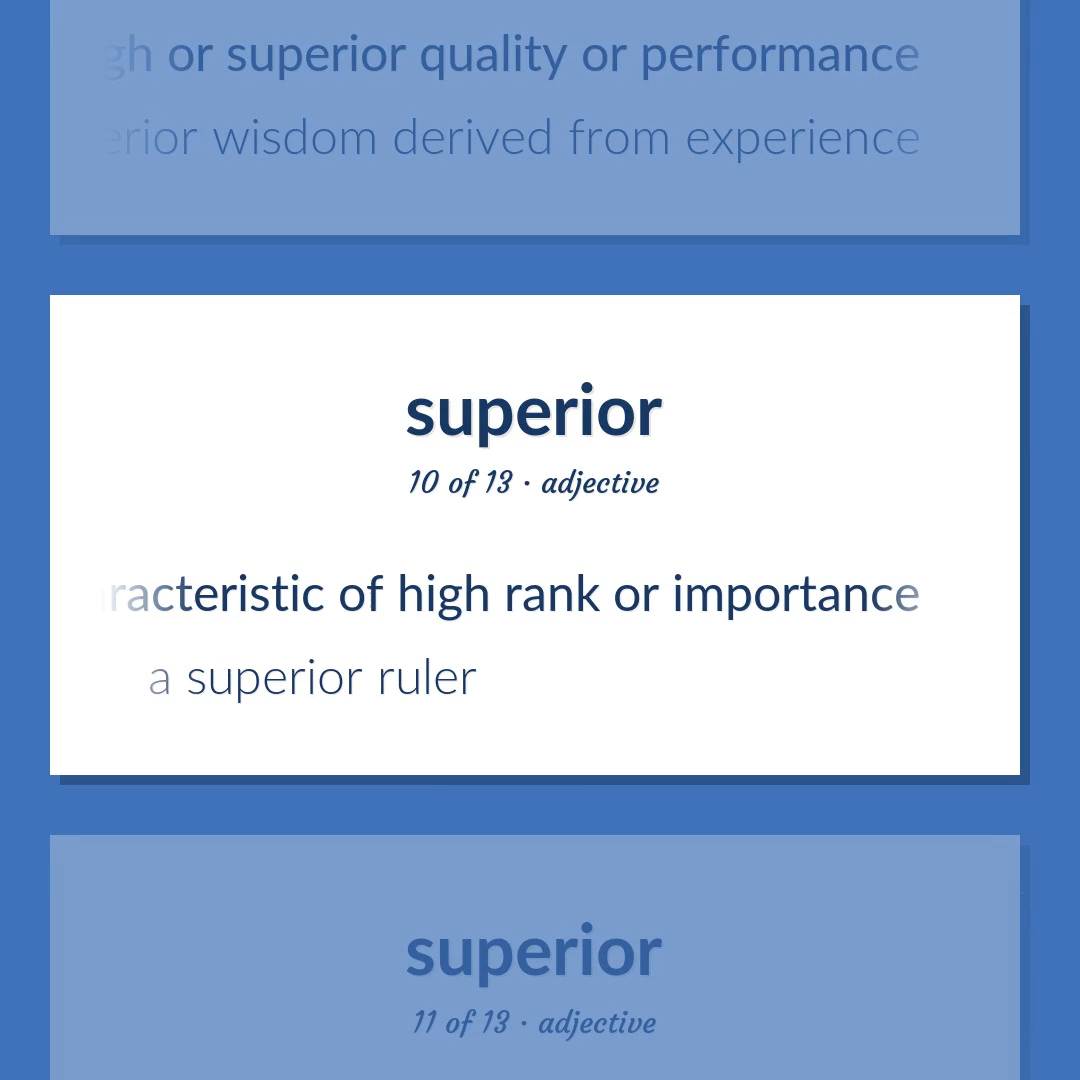 or superior quality or performance
wisdom derived from experience
superior
10 of 13 · adjective
of high rank or importance
a superior ruler
superior
11 of 13 · adjective